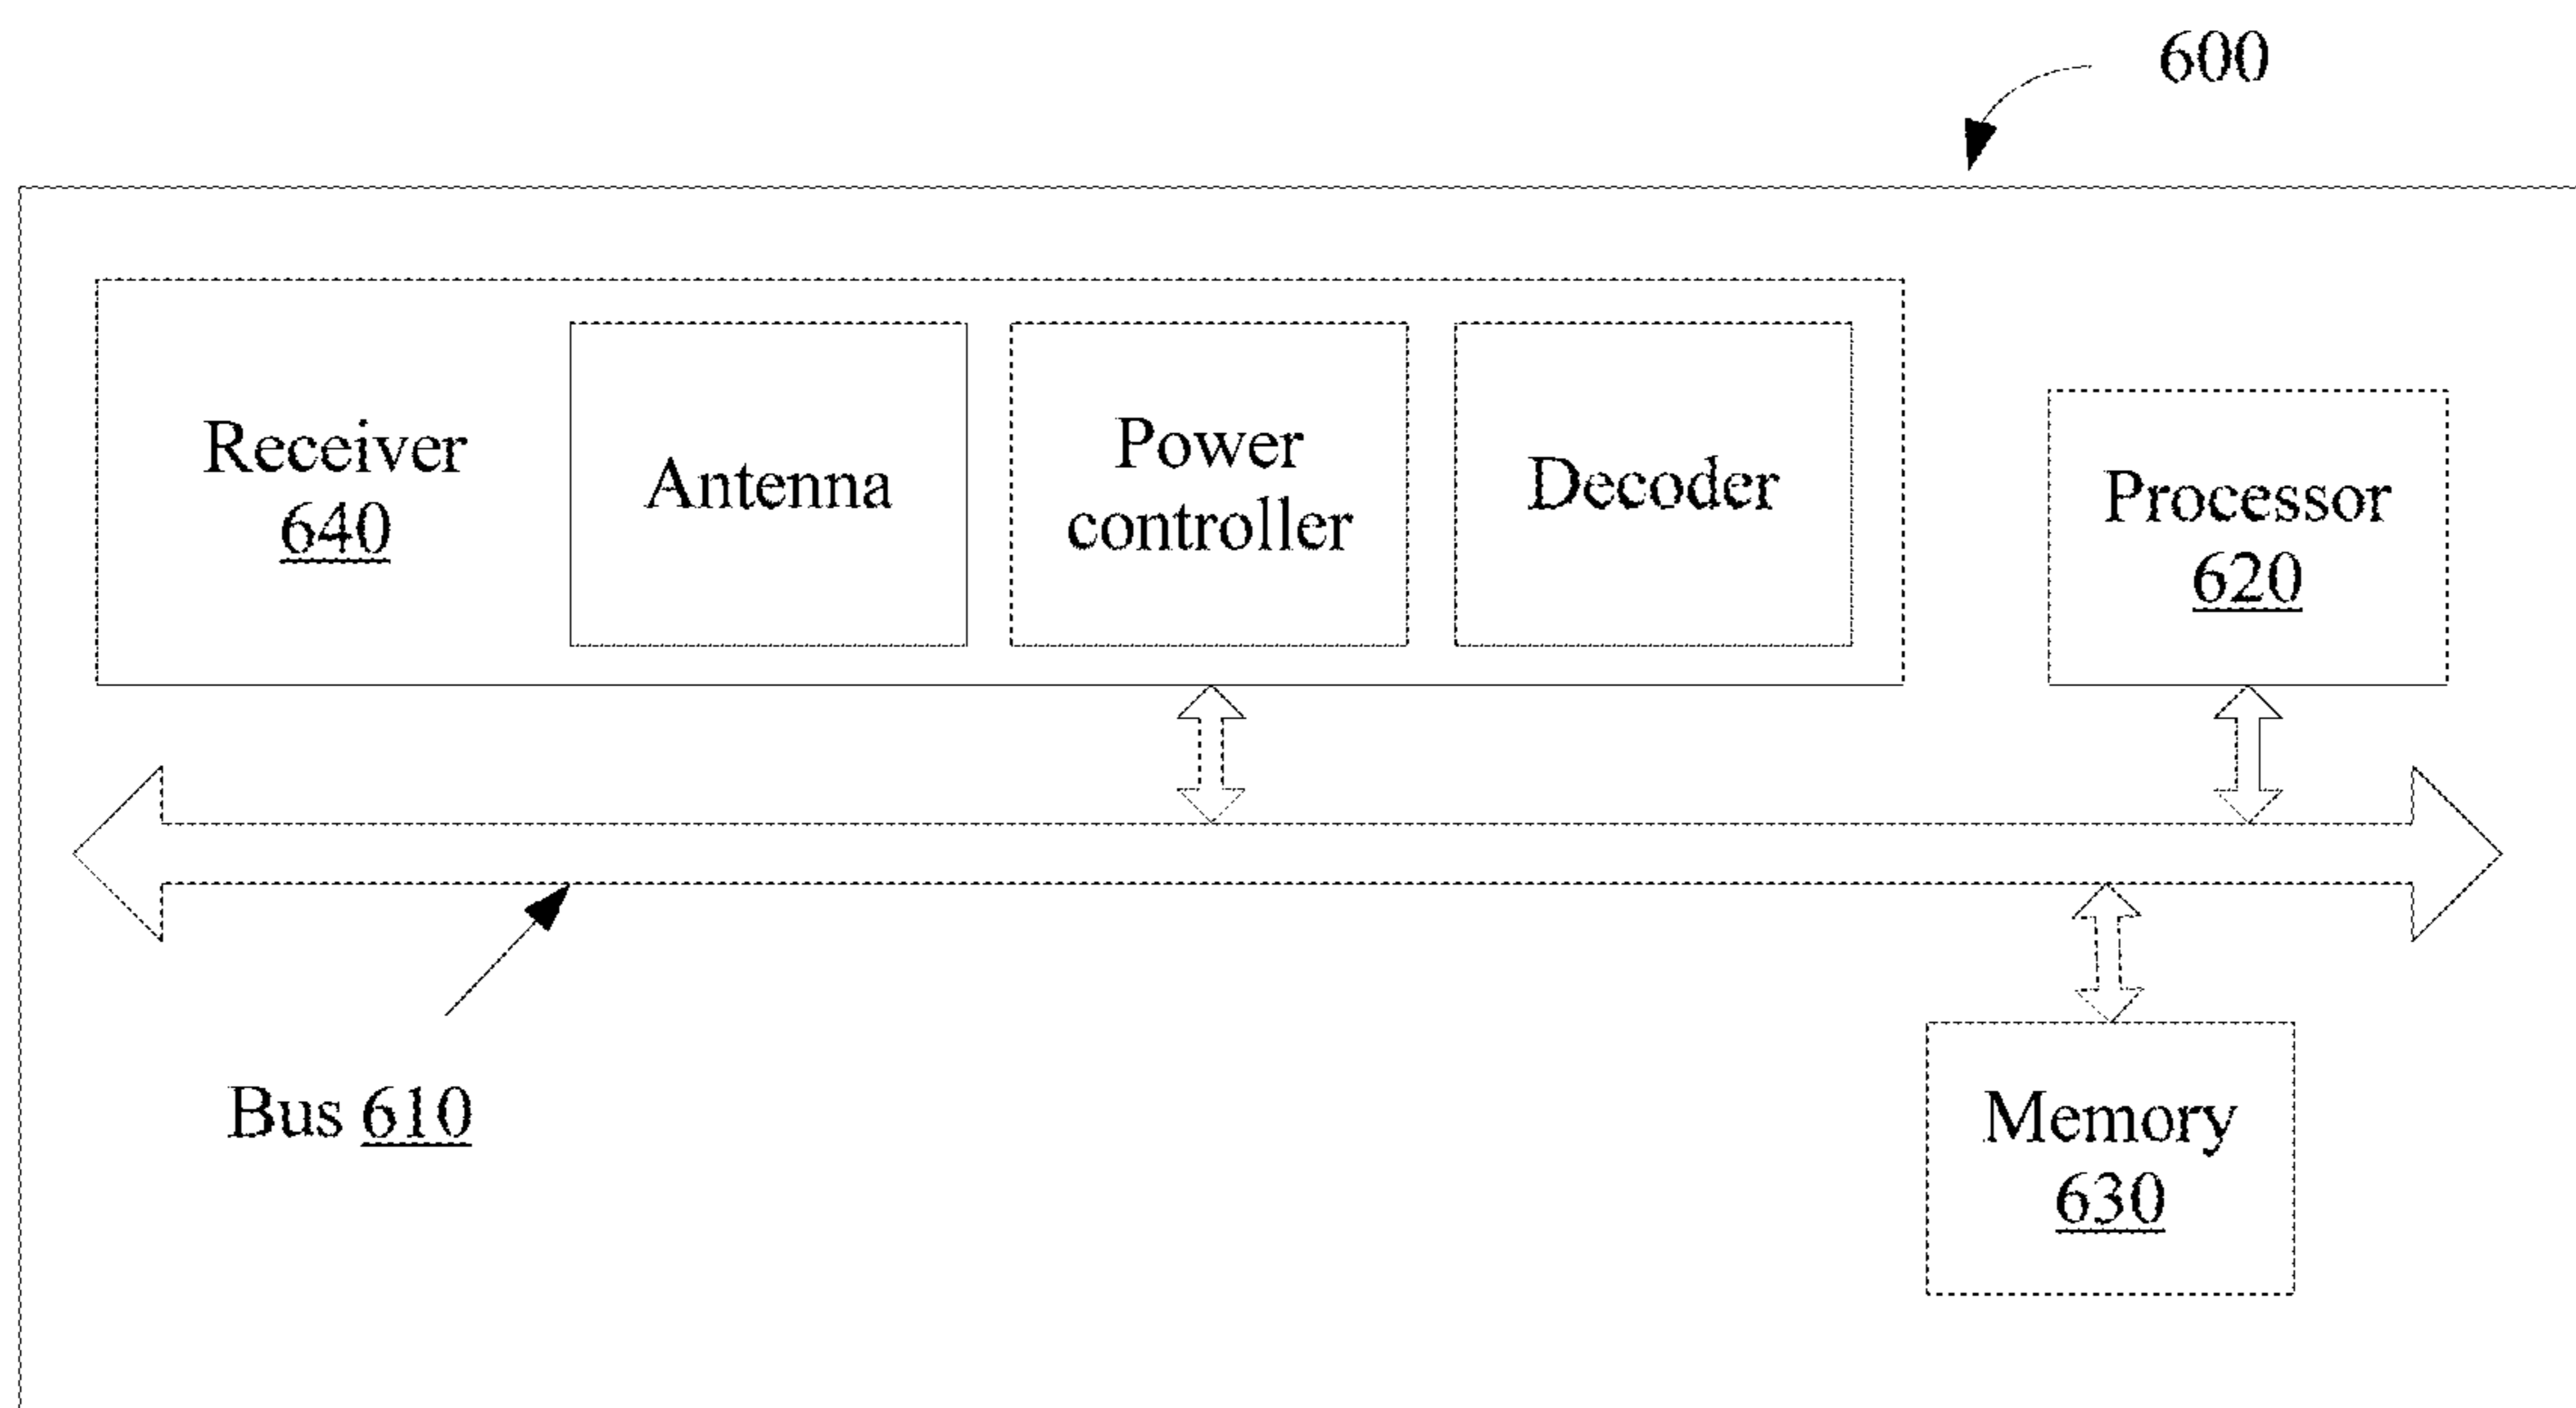 600
Receiver
640
Antenna
Power
controller
Decoder
Processor
620
Bus 610
Memory
630